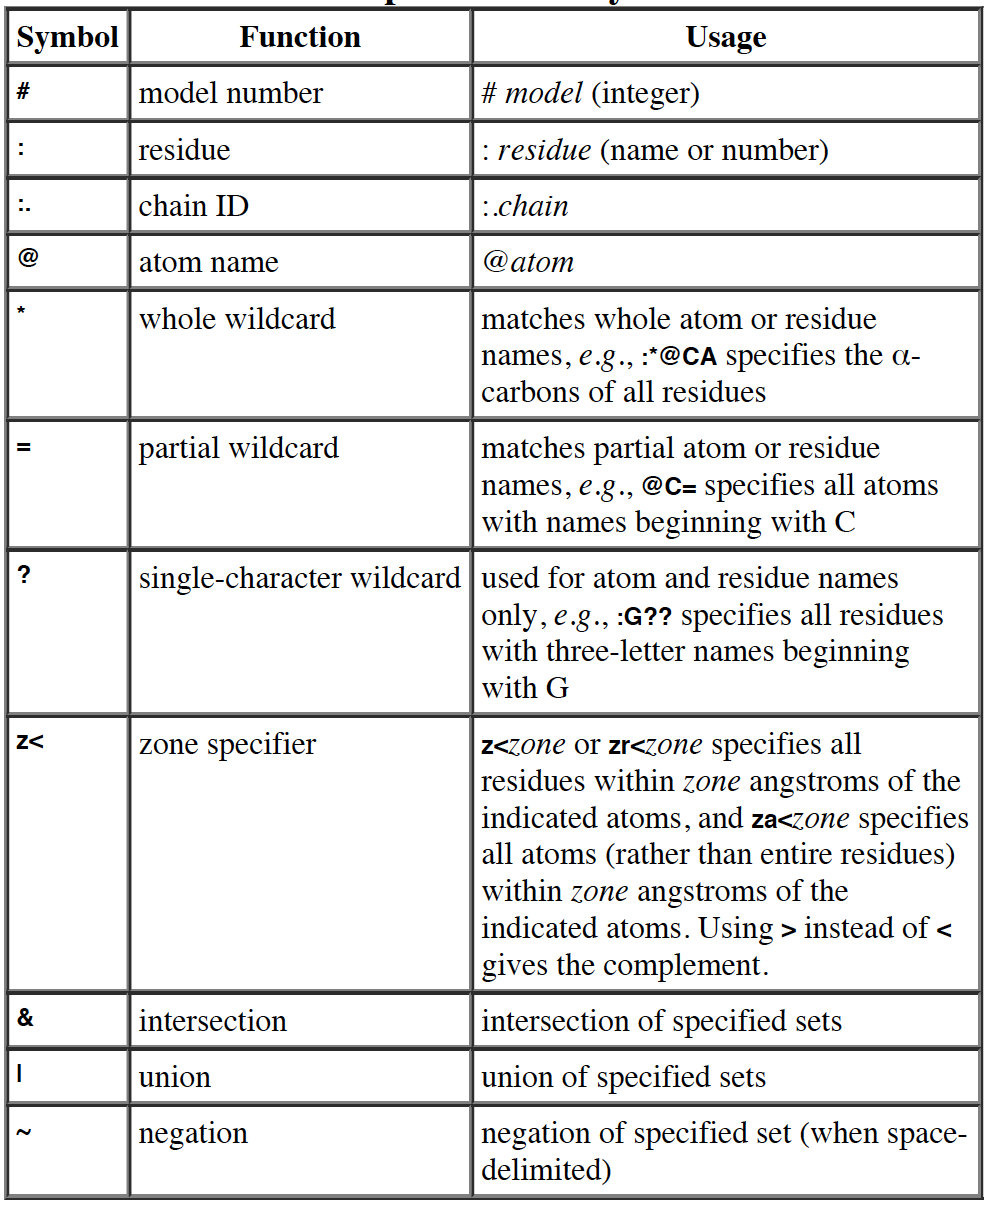 Symbol Function Usage
# model number # model (integer)
: residue : residue (name or number)
:. chain ID :.chain
@ atom name @atom
* whole wildcard matches whole atom or residue
names, e.g., :*@CA specifies the α-
carbons of all residues
= partial wildcard matches partial atom or residue
names, e.g., @C= specifies all atoms
with names beginning with C
? single-character wildcard used for atom and residue names
only, e.g., :G?? specifies all residues
with three-letter names beginning
with G
z< zone specifier z<zone or zr<zone specifies all
residues within zone angstroms of the
indicated atoms, and za<zone specifies
all atoms (rather than entire residues)
within zone angstroms of the
indicated atoms. Using > instead of <
gives the complement.
& intersection intersection of specified sets
| union union of specified sets
~ negation negation of specified set (when space-
delimited)